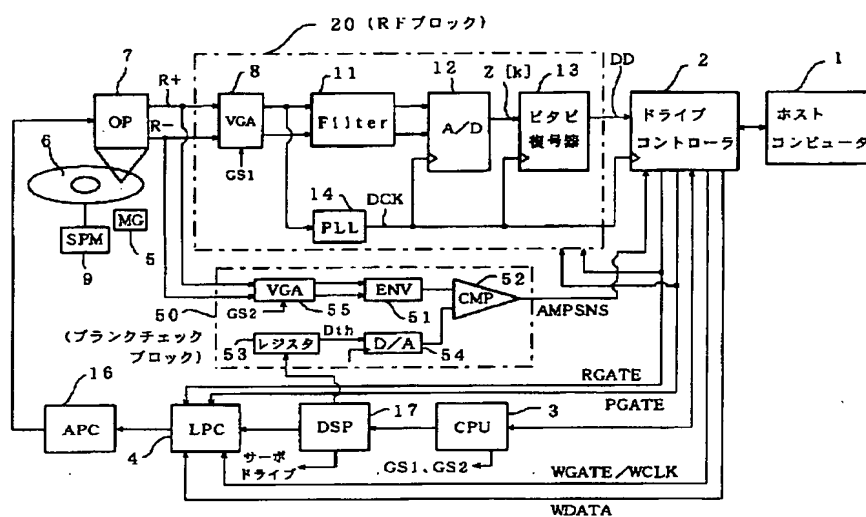 20 (RFブロック)
7
R+
R-
OP
6
SPM
9
MG
5
8
VGA
GS1
11
Filter
12
A/D
Z [k]
13
ビタビ
復号器
DD
2
ドライブ
コントローラ
1
ホスト
コンピュータ
14
PLL
DCK
50
(ブランクチェック
ブロック)
VGA
GS2
55
ENV
51
52
CMP
AMPSNS
53
レジスタ
Dth
D/A
54
RGATE
PGATE
16
APC
LPC
4
DSP
17
サーボ
ドライブ
CPU
3
GS1、GS2
WGATE/WCLK
WDATA